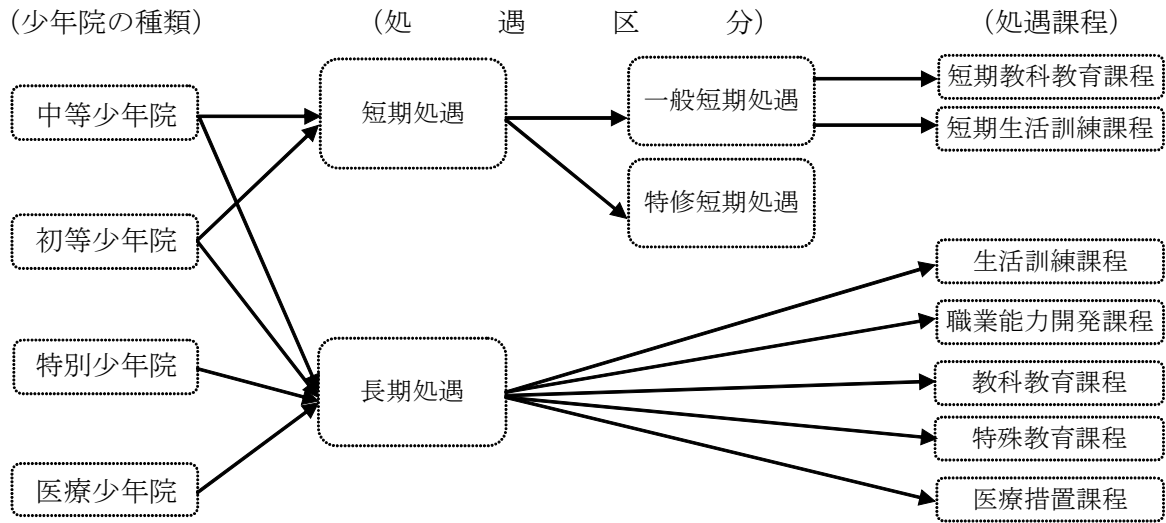 (少年院の種類) (処遇区分) (処遇課程)
中等少年院
初等少年院
特別少年院
医療少年院
短期処遇
長期処遇
一般短期処遇
特修短期処遇
短期教科教育課程
短期生活訓練課程
生活訓練課程
職業能力開発課程
教科教育課程
特殊教育課程
医療措置課程